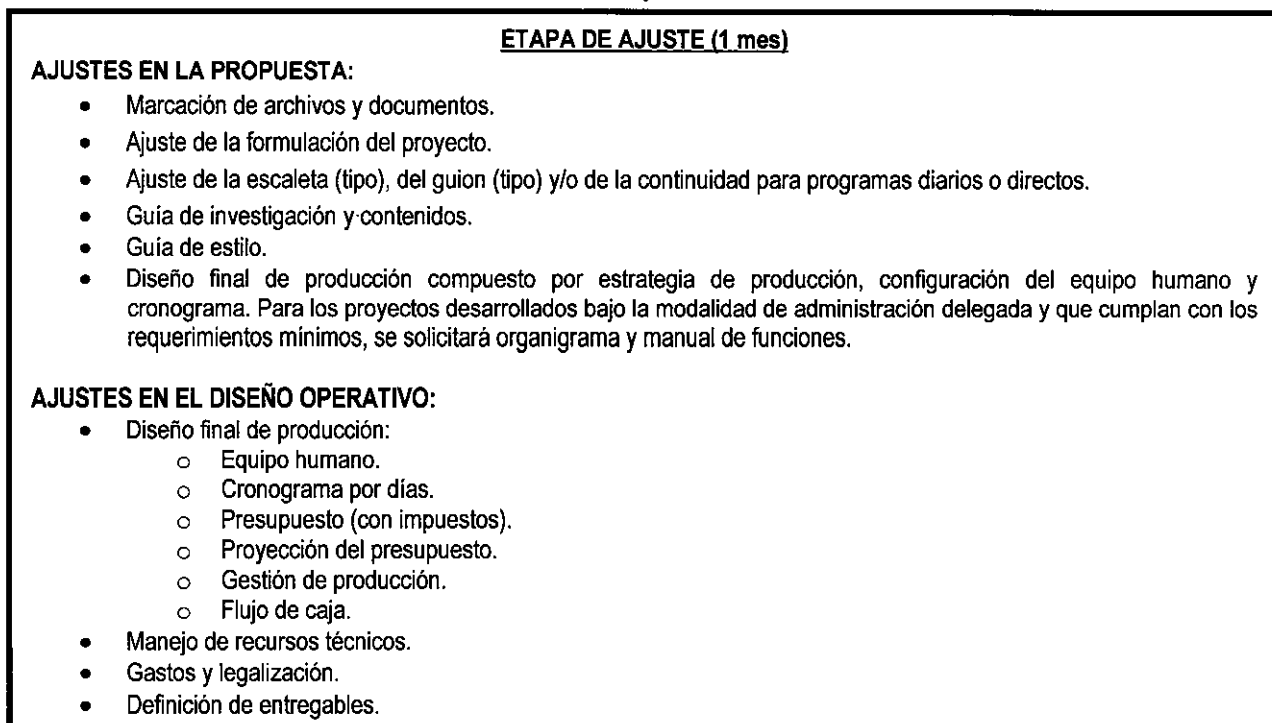 ETAPA DE AJUSTE (1 mes)
AJUSTES EN LA PROPUESTA:
• Marcación de archivos y documentos.
• Ajuste de la formulación del proyecto.
• Ajuste de la escaleta (tipo), del guion (tipo) y/o de la continuidad para programas diarios o directos.
• Guía de investigación y contenidos.
• Guía de estilo.
• Diseño final de producción compuesto por estrategia de producción, configuración del equipo humano y
cronograma. Para los proyectos desarrollados bajo la modalidad de administración delegada y que cumplan con los
requerimientos mínimos, se solicitará organigrama y manual de funciones.
AJUSTES EN EL DISEÑO OPERATIVO:
• Diseño final de producción:
o Equipo humano.
o Cronograma por días.
o Presupuesto (con impuestos).
o Proyección del presupuesto.
o Gestión de producción.
o Flujo de caja.
• Manejo de recursos técnicos.
• Gastos y legalización.
• Definición de entregables.